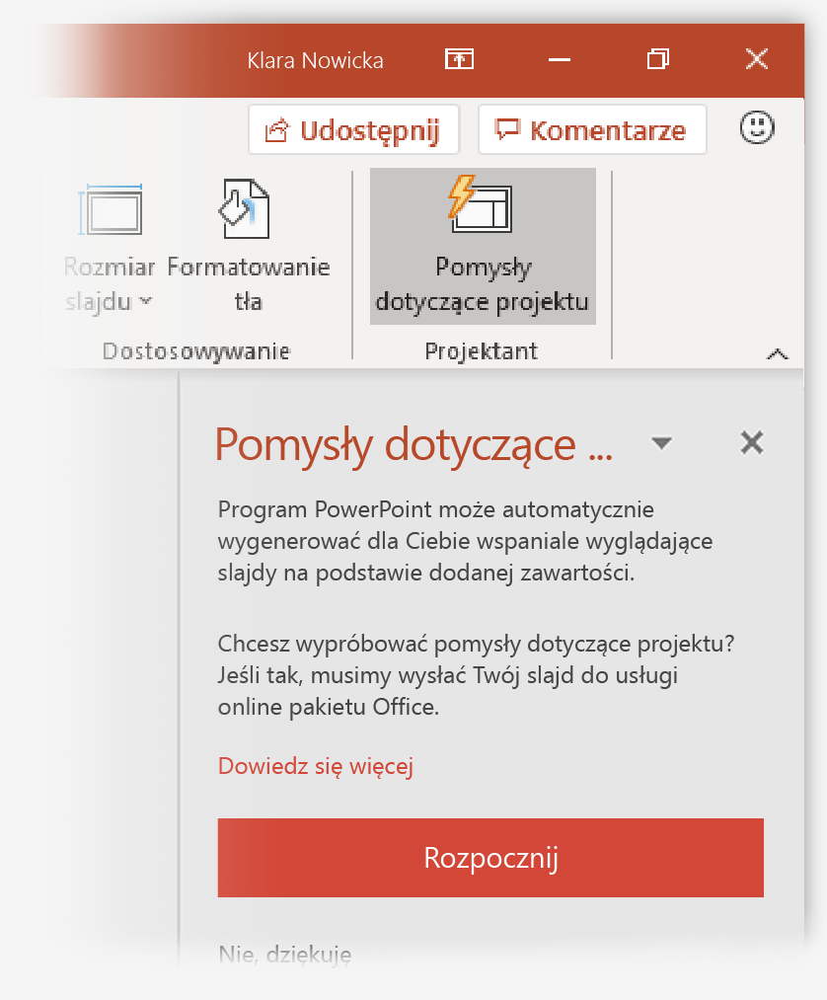 Klara Nowicka
Udostępnij Komentarze
Rozmiar slajdu
Formatowanie tła
Pomysły dotyczące projektu
Dostosowywanie
Projektant
Pomysły dotyczące ...
Program PowerPoint może automatycznie
wygenerować dla Ciebie wspaniale wyglądające
slajdy na podstawie dodanej zawartości.
Chcesz wypróbować pomysły dotyczące projektu?
Jeśli tak, musimy wysłać Twój slajd do usługi
online pakietu Office.
Dowiedz się więcej
Rozpocznij
Nie, dziękuję